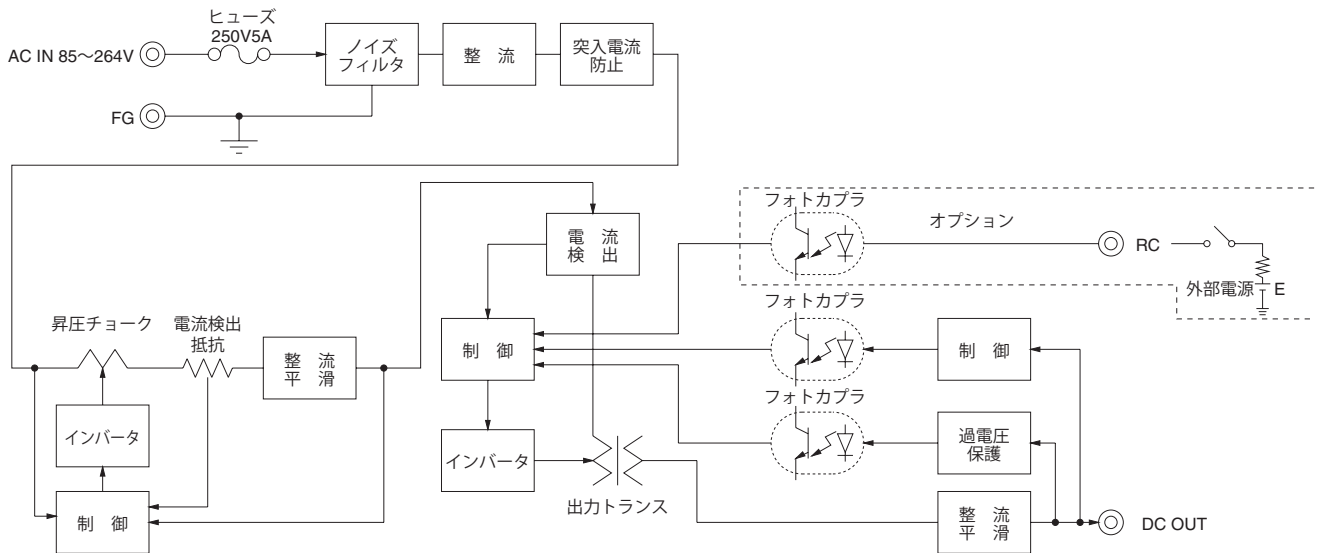 ヒューズ
250V5A
AC IN 85～264V
ノイズ
フィルタ
整 流
突入電流
防止
FG
フォトカプラ
オプション
RC
外部電源
E
電 流
検 出
昇圧チョーク
電流検出
抵抗
整 流
平 滑
制 御
フォトカプラ
制 御
フォトカプラ
インバータ
インバータ
過電圧
保護
出力トランス
制 御
整 流
平 滑
DC OUT